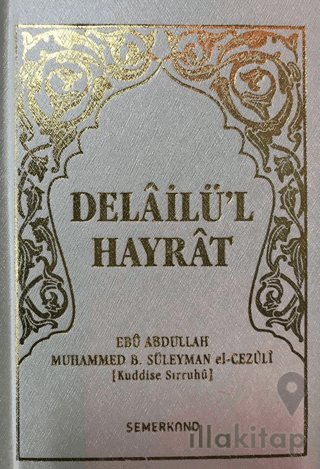 DELÂİLÜ'L
HAYRÂT
EBÛ ABDULLAH
MUHAMMED B. SÜLEYMAN el-CEZÛLÎ
[Kuddise Sırruhû]
SEMERKAND
illakitap